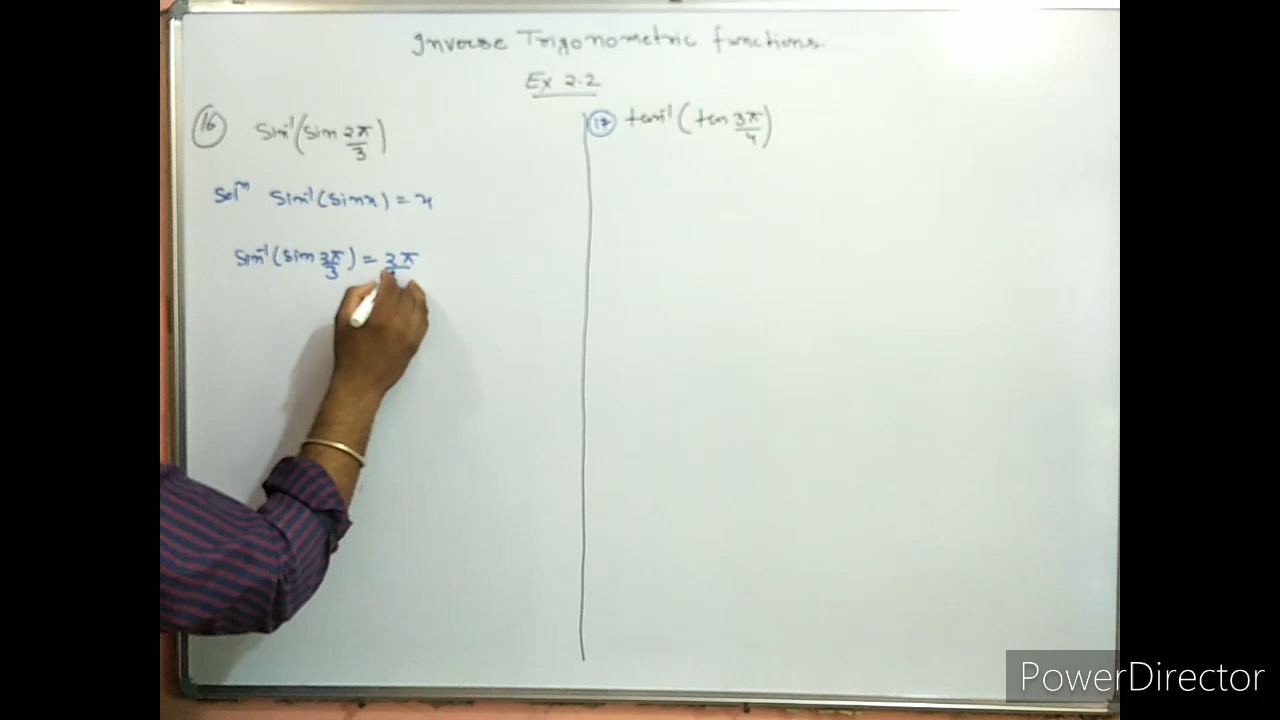 Inverse Trigonometric functions.
Ex 2.2
16 Sin⁻¹(Sin 2π/3)
Solⁿ Sin⁻¹(Sinx) = x
Sin⁻¹(Sin 2π/3) = 2π
17 tan⁻¹(tan 3π/4)
PowerDirector